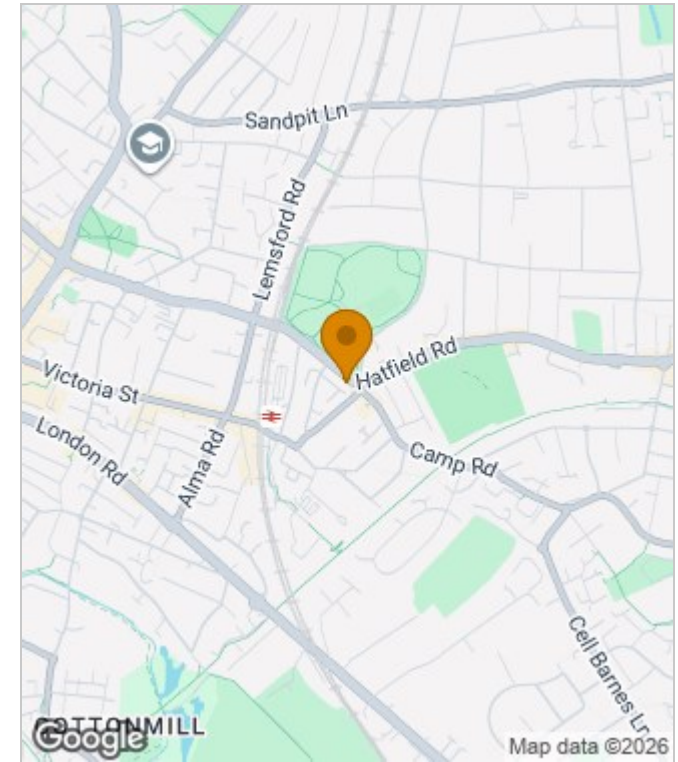 Sandpit Ln
Lemsford Rd
Hatfield Rd
Victoria St
London Rd
Alma Rd
Camp Rd
Cell Barnes Ln
COTTONMILL
Google
Map data ©2026